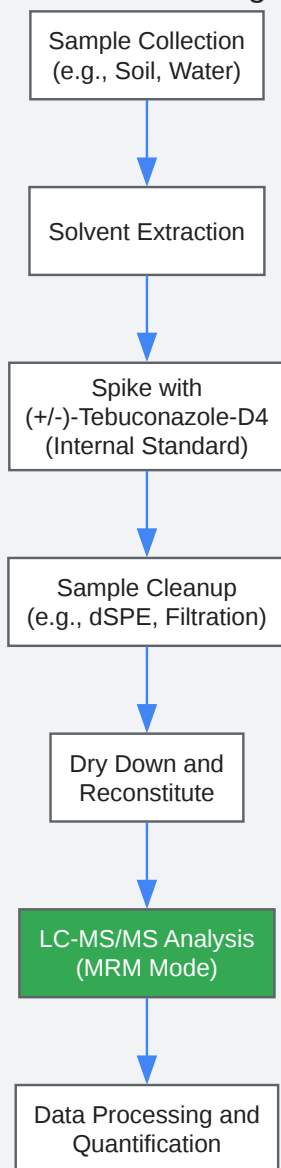 Sample Collection
(e.g., Soil, Water)
Solvent Extraction
Spike with
(+/-)-Tebuconazole-D4
(Internal Standard)
Sample Cleanup
(e.g., dSPE, Filtration)
Dry Down and
Reconstitute
LC-MS/MS Analysis
(MRM Mode)
Data Processing and
Quantification